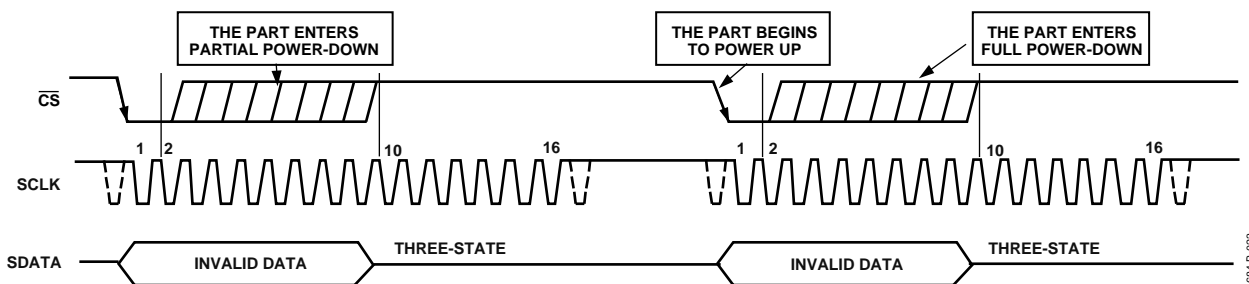 THE PART ENTERS
PARTIAL POWER-DOWN
THE PART BEGINS
TO POWER UP
THE PART ENTERS
FULL POWER-DOWN
CS
1 2 10 16 1 2 10 16
SCLK
THREE-STATE THREE-STATE
SDATA INVALID DATA INVALID DATA